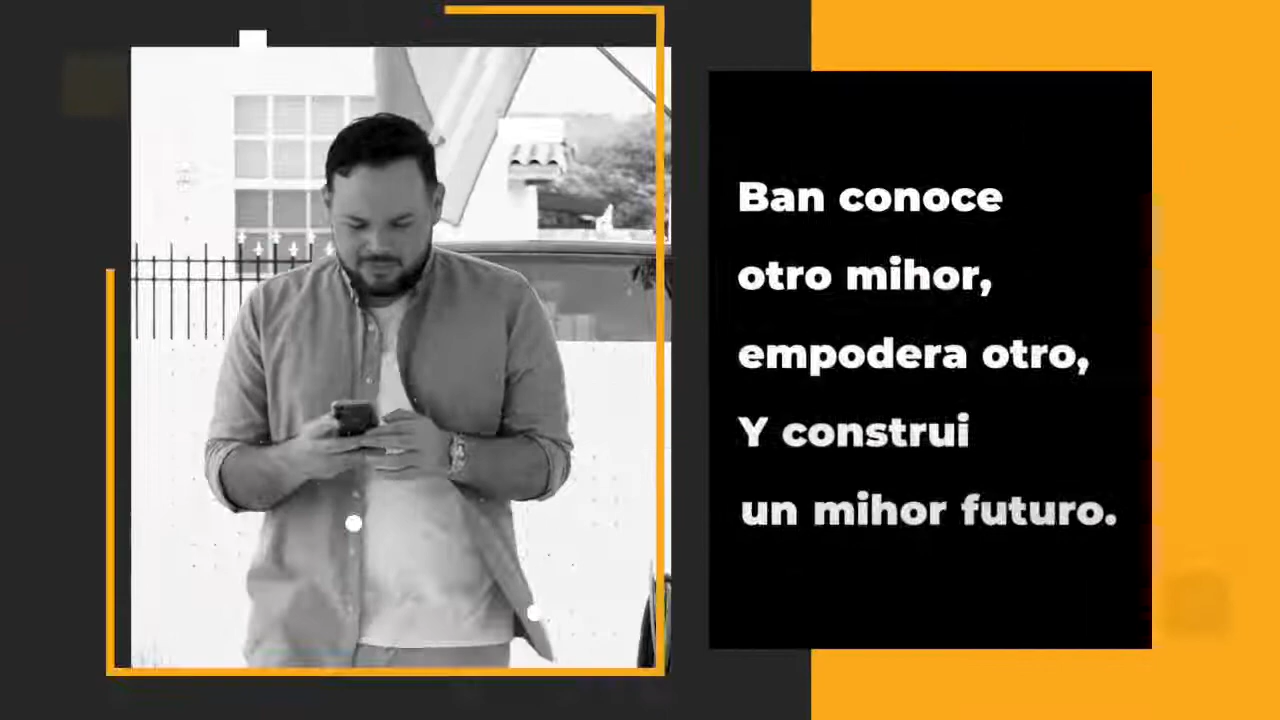 Ban conoce
otro mihor,
empodera otro,
Y construi
un mihor futuro.